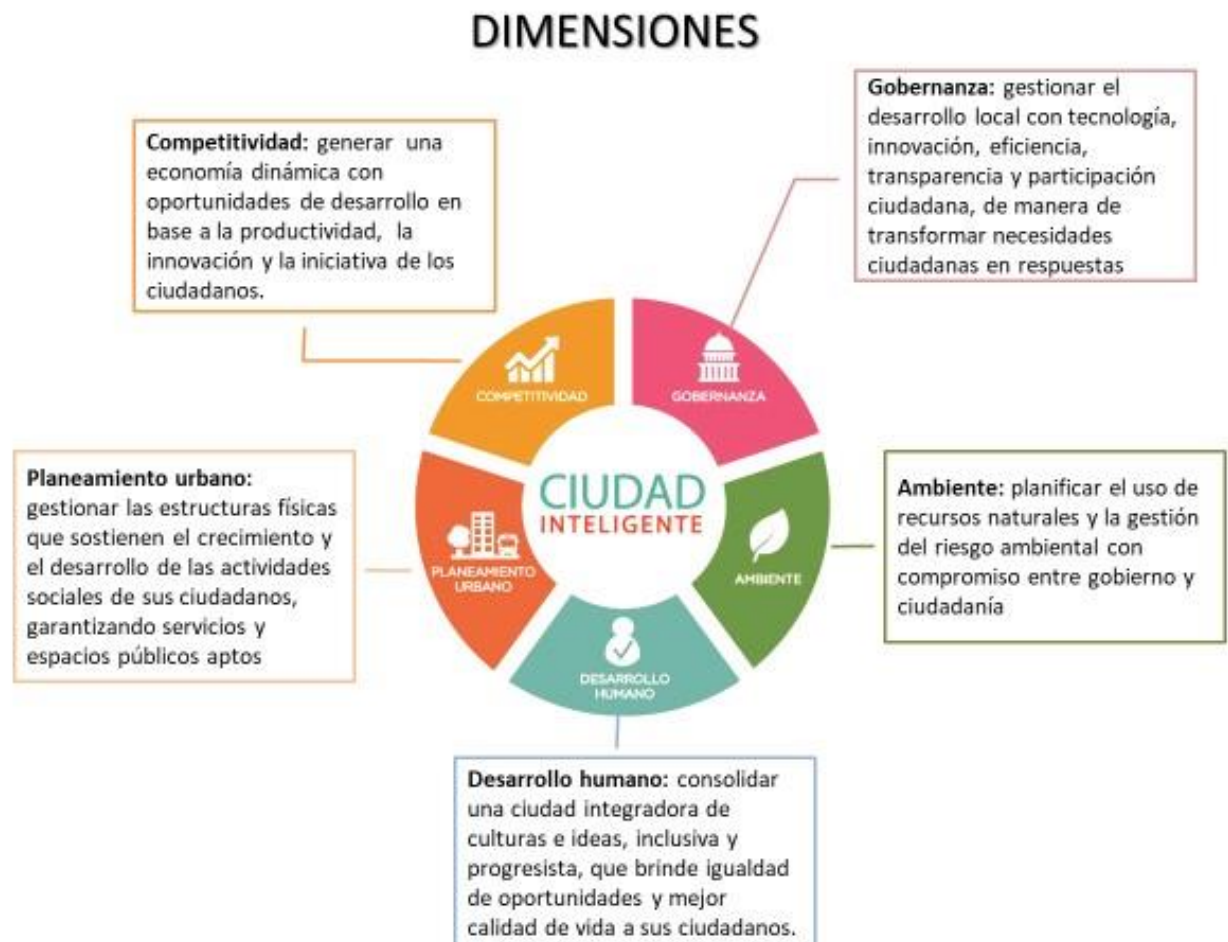 DIMENSIONES
Competitividad: generar una
economía dinámica con
oportunidades de desarrollo en
base a la productividad, la
innovación y la iniciativa de los
ciudadanos.
Gobernanza: gestionar el
desarrollo local con tecnología,
innovación, eficiencia,
transparencia y participación
ciudadana, de manera de
transformar necesidades
ciudadanas en respuestas
COMPETITIVIDAD
GOBERNANZA
Planeamiento urbano:
gestionar las estructuras físicas
que sostienen el crecimiento y
el desarrollo de las actividades
sociales de sus ciudadanos,
garantizando servicios y
espacios públicos aptos
PLANEAMIENTO
URBANO
CIUDAD
INTELIGENTE
AMBIENTE
Ambiente: planificar el uso de
recursos naturales y la gestión
del riesgo ambiental con
compromiso entre gobierno y
ciudadanía
DESARROLLO
HUMANO
Desarrollo humano: consolidar
una ciudad integradora de
culturas e ideas, inclusiva y
progresista, que brinde igualdad
de oportunidades y mejor
calidad de vida a sus ciudadanos.